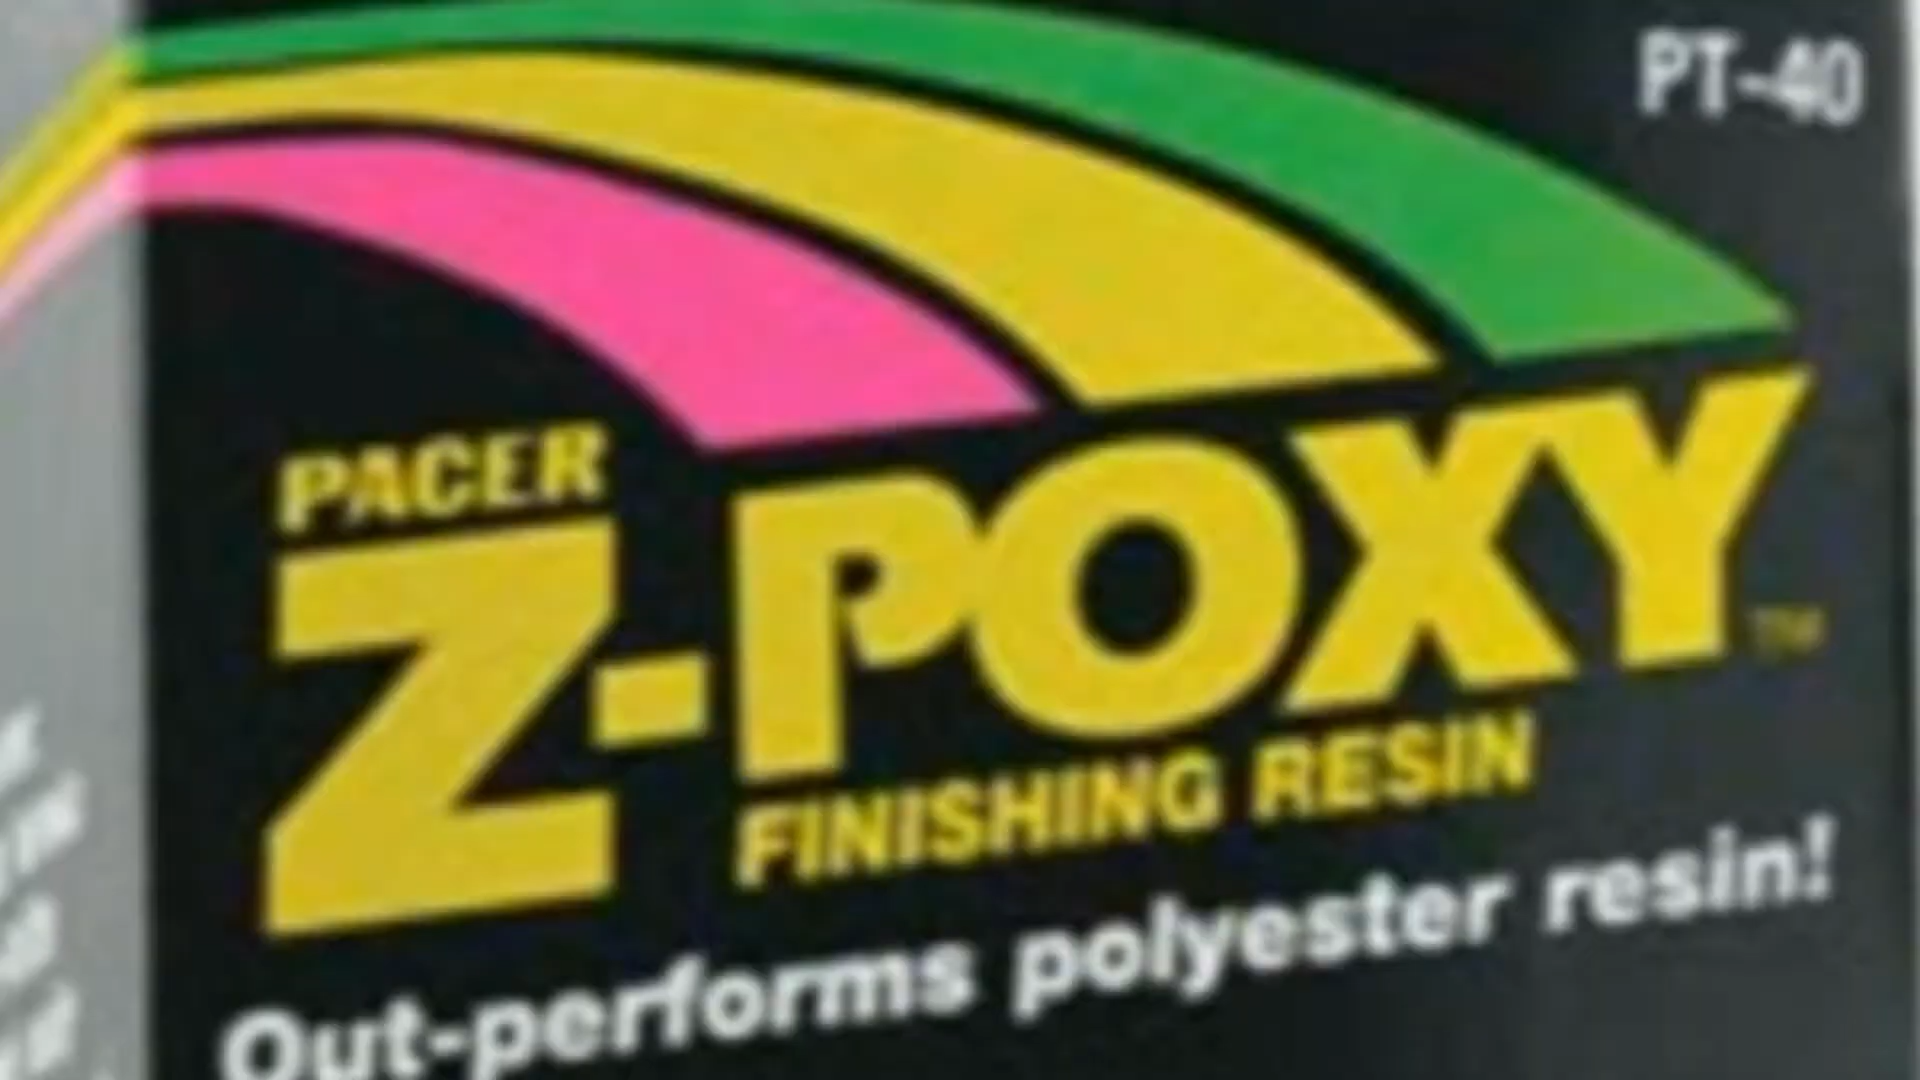 PT-40
PACER
Z-POXY™
FINISHING RESIN
Out-performs polyester resin!